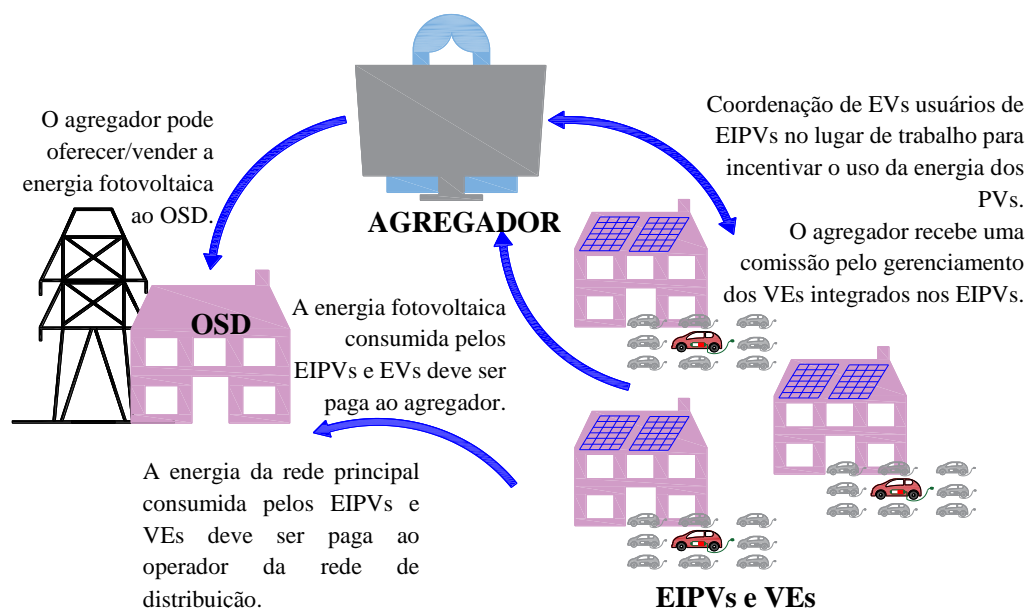 O agregador pode
oferecer/vender a
energia fotovoltaica
ao OSD.
AGREGADOR
Coordenação de EVs usuários de
EIPVs no lugar de trabalho para
incentivar o uso da energia dos
PVs.
O agregador recebe uma
comissão pelo gerenciamento
dos VEs integrados nos EIPVs.
OSD
A energia fotovoltaica
consumida pelos
EIPVs e EVs deve ser
paga ao agregador.
A energia da rede principal
consumida pelos EIPVs e
VEs deve ser paga ao
operador da rede de
distribuição.
EIPVs e VEs